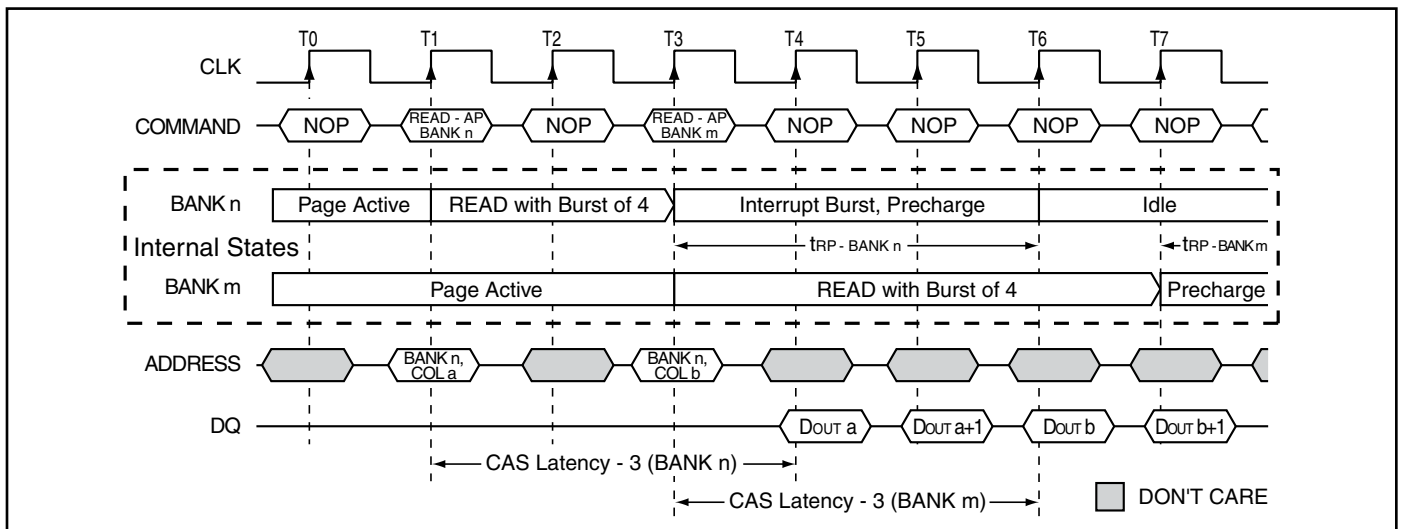 T0 T1 T2 T3 T4 T5 T6 T7
CLK
COMMAND NOP READ - AP NOP READ - AP NOP NOP NOP NOP
BANK n BANK m
BANK n Page Active READ with Burst of 4 Interrupt Burst, Precharge Idle
Internal States tRP - BANK n tRP - BANK m
BANK m Page Active READ with Burst of 4 Precharge
ADDRESS BANK n, BANK n,
COL a COL b
DQ DOUT a DOUT a+1 DOUT b DOUT b+1
CAS Latency - 3 (BANK n)
CAS Latency - 3 (BANK m) DON'T CARE